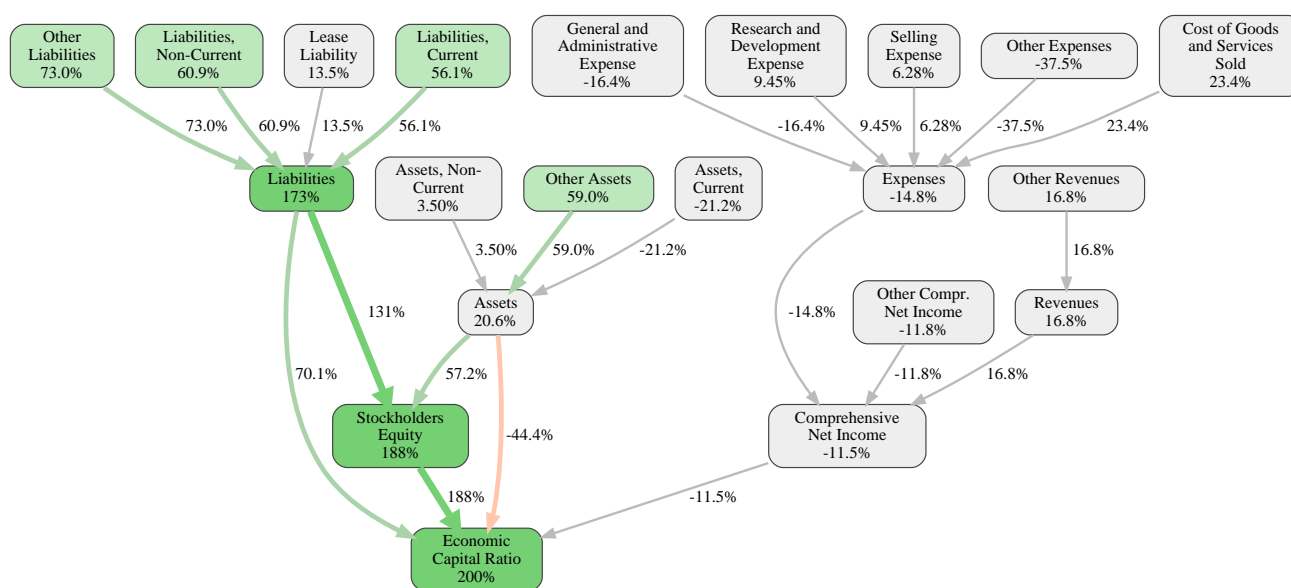 Other
Liabilities
73.0%
Liabilities,
Non-Current
60.9%
Lease
Liability
13.5%
Liabilities,
Current
56.1%
General and
Administrative
Expense
-16.4%
Research and
Development
Expense
9.45%
Selling
Expense
6.28%
Other Expenses
-37.5%
Cost of Goods
and Services
Sold
23.4%
73.0%
60.9%
13.5%
56.1%
-16.4%
9.45%
6.28%
-37.5%
23.4%
Liabilities
173%
Assets, Non-
Current
3.50%
Other Assets
59.0%
Assets,
Current
-21.2%
Expenses
-14.8%
Other Revenues
16.8%
3.50%
59.0%
-21.2%
16.8%
131%
Assets
20.6%
-14.8%
Other Compr.
Net Income
-11.8%
Revenues
16.8%
70.1%
57.2%
-11.8%
16.8%
Stockholders
Equity
188%
-44.4%
Comprehensive
Net Income
-11.5%
188%
-11.5%
Economic
Capital Ratio
200%